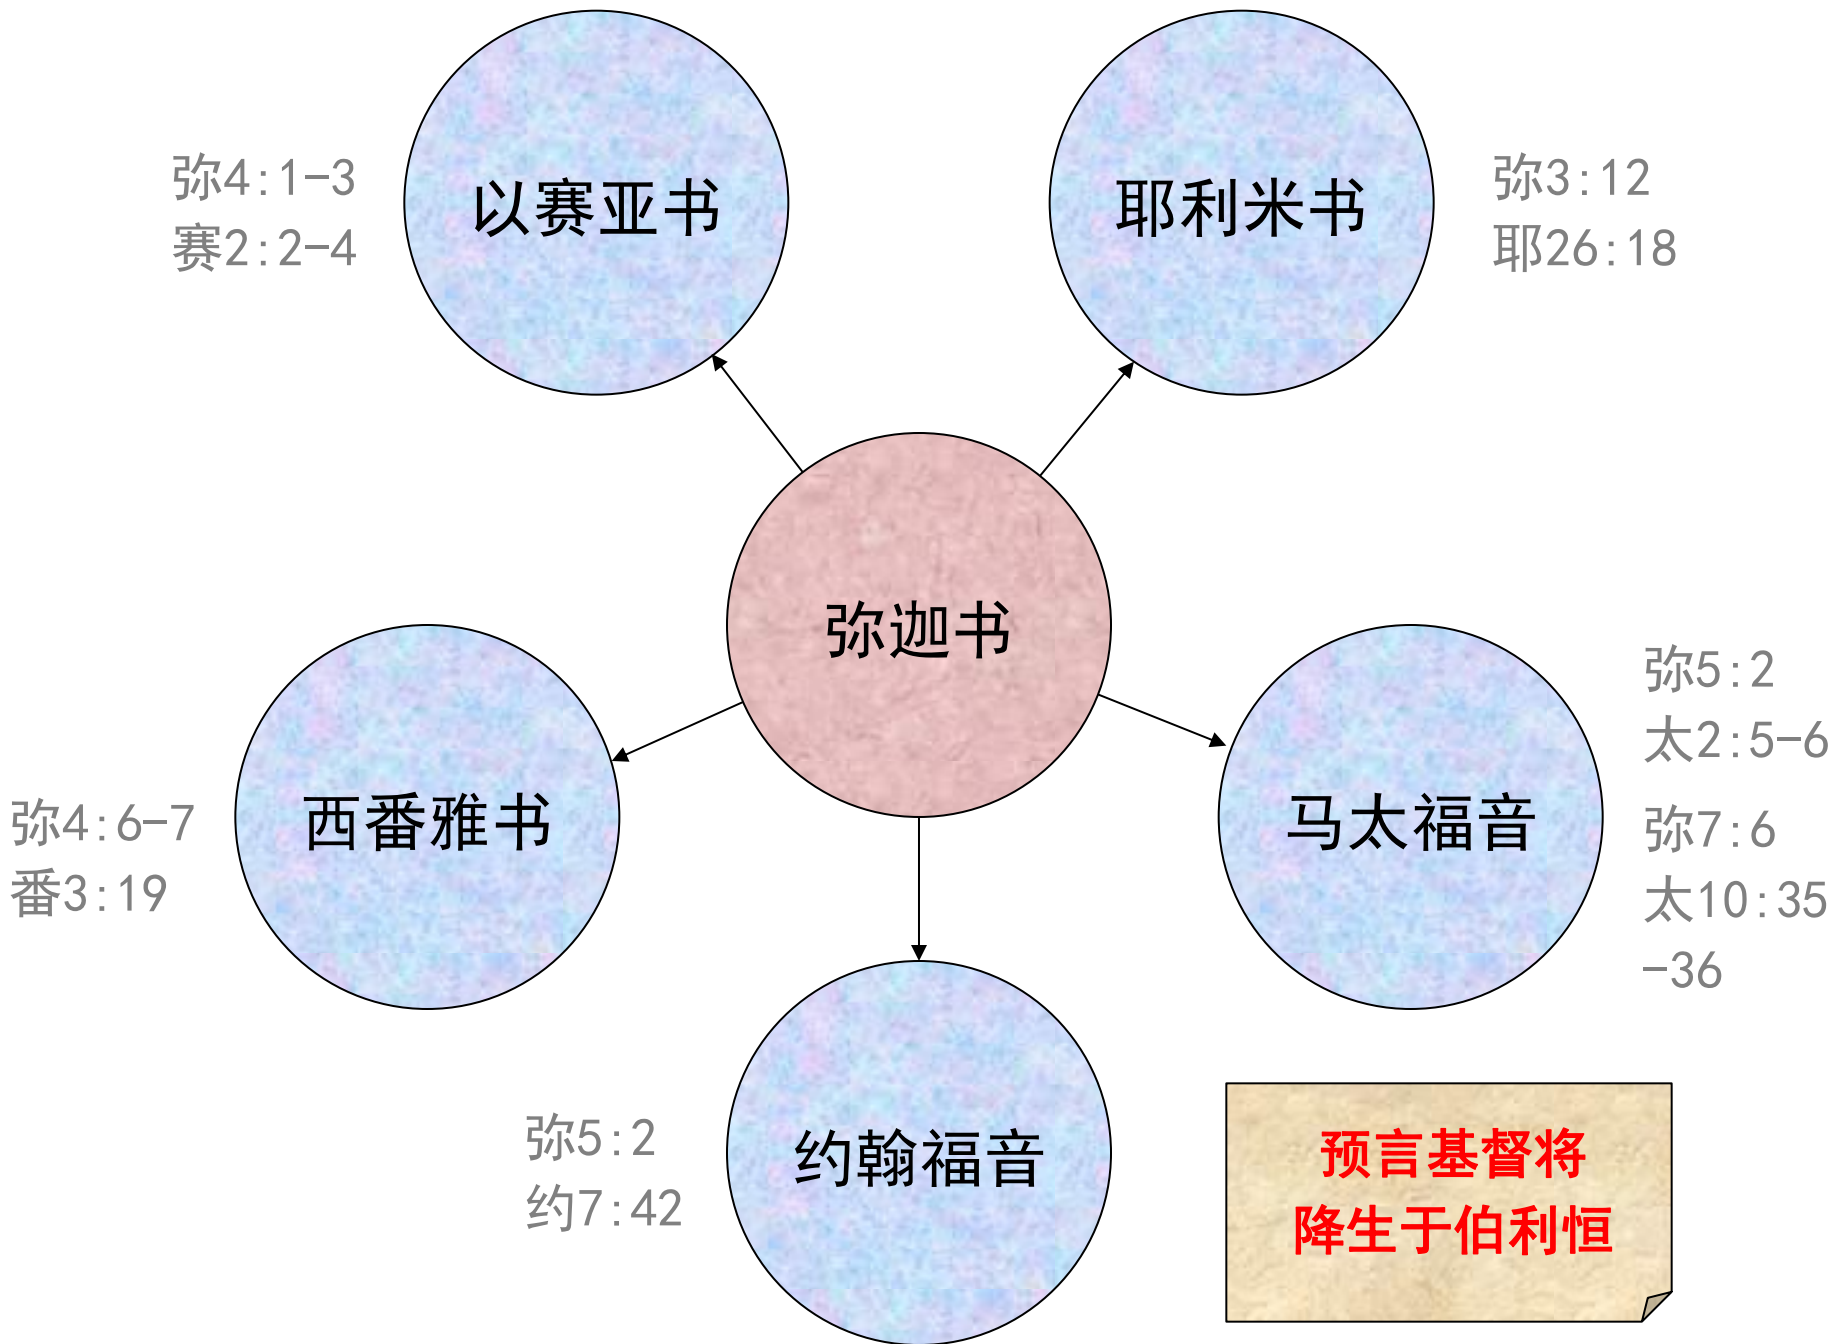 弥4:1-3
赛2:2-4
以赛亚书
耶利米书
弥3:12
耶26:18
弥迦书
弥4:6-7
番3:19
西番雅书
马太福音
弥5:2
太2:5-6
弥7:6
太10:35
-36
弥5:2
约7:42
约翰福音
预言基督将
降生于伯利恒